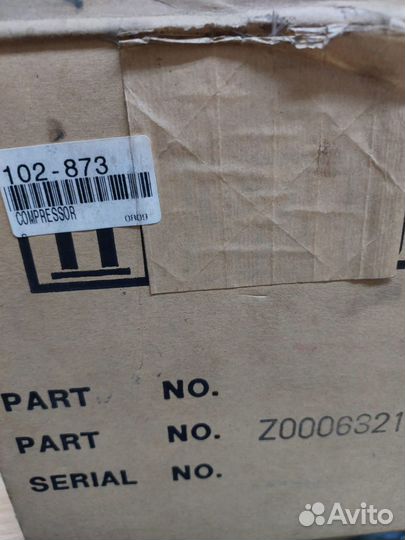 102-873
COMPRESSOR 0809
PART NO.
PART NO. Z0006321
SERIAL NO.
Avito